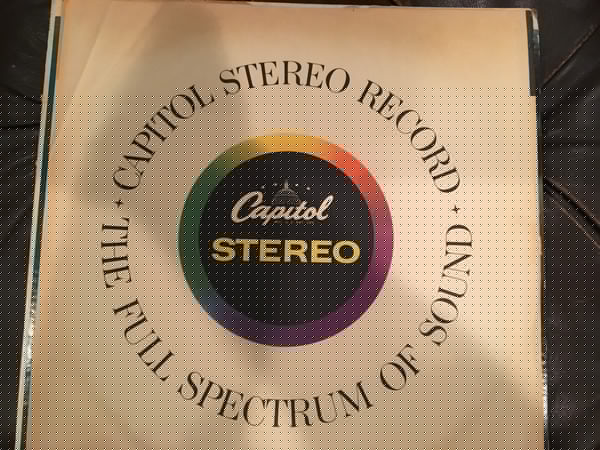 CAPITOL STEREO RECORD
THE FULL SPECTRUM OF SOUND
Capitol
STEREO